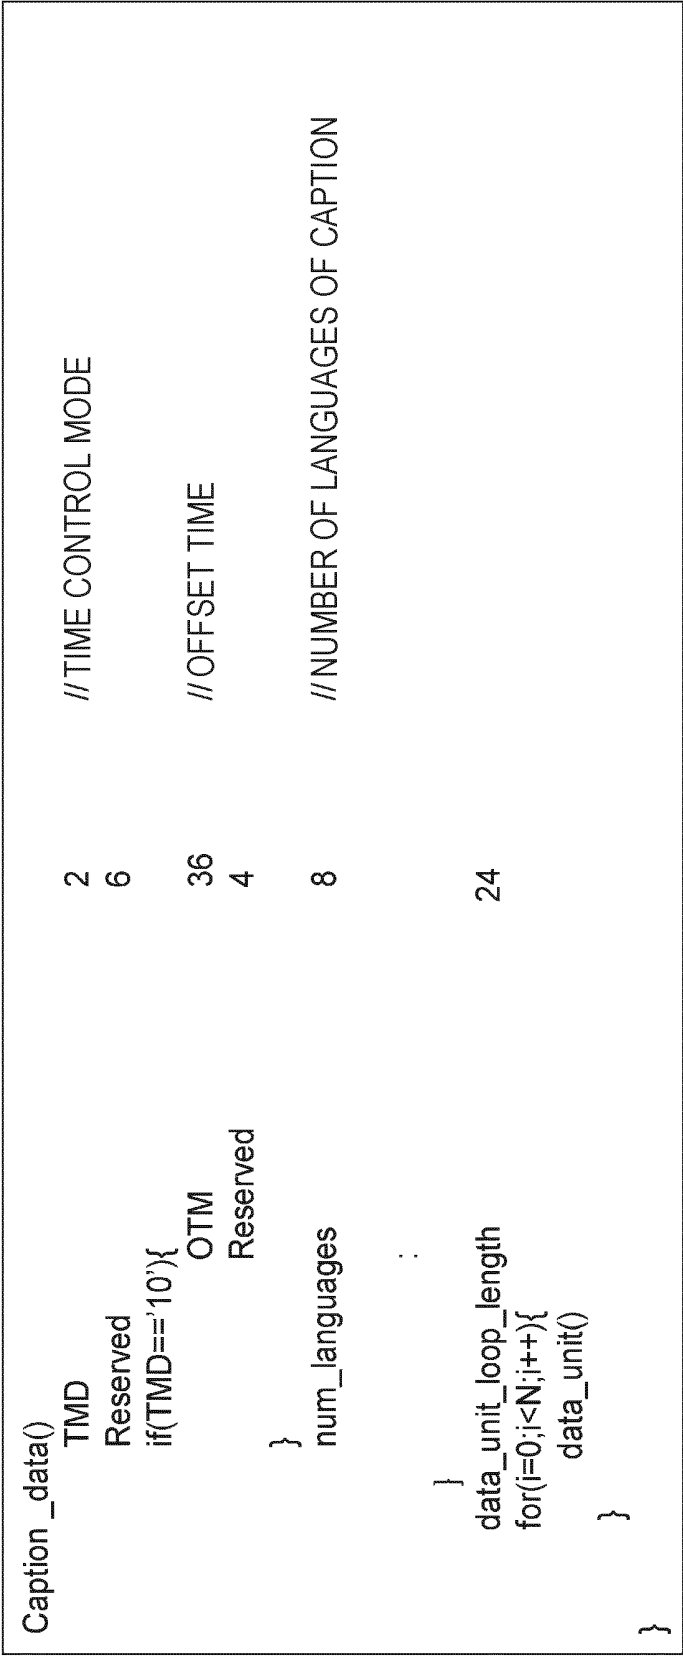 Caption _data()
TMD 2 //TIME CONTROL MODE
Reserved 6
if(TMD=='10'){
OTM 36 //OFFSET TIME
Reserved 4
}
num_languages 8 //NUMBER OF LANGUAGES OF CAPTION
:
}
data_unit_loop_length 24
for(i=0;i<N;i++){
data_unit()
}
}